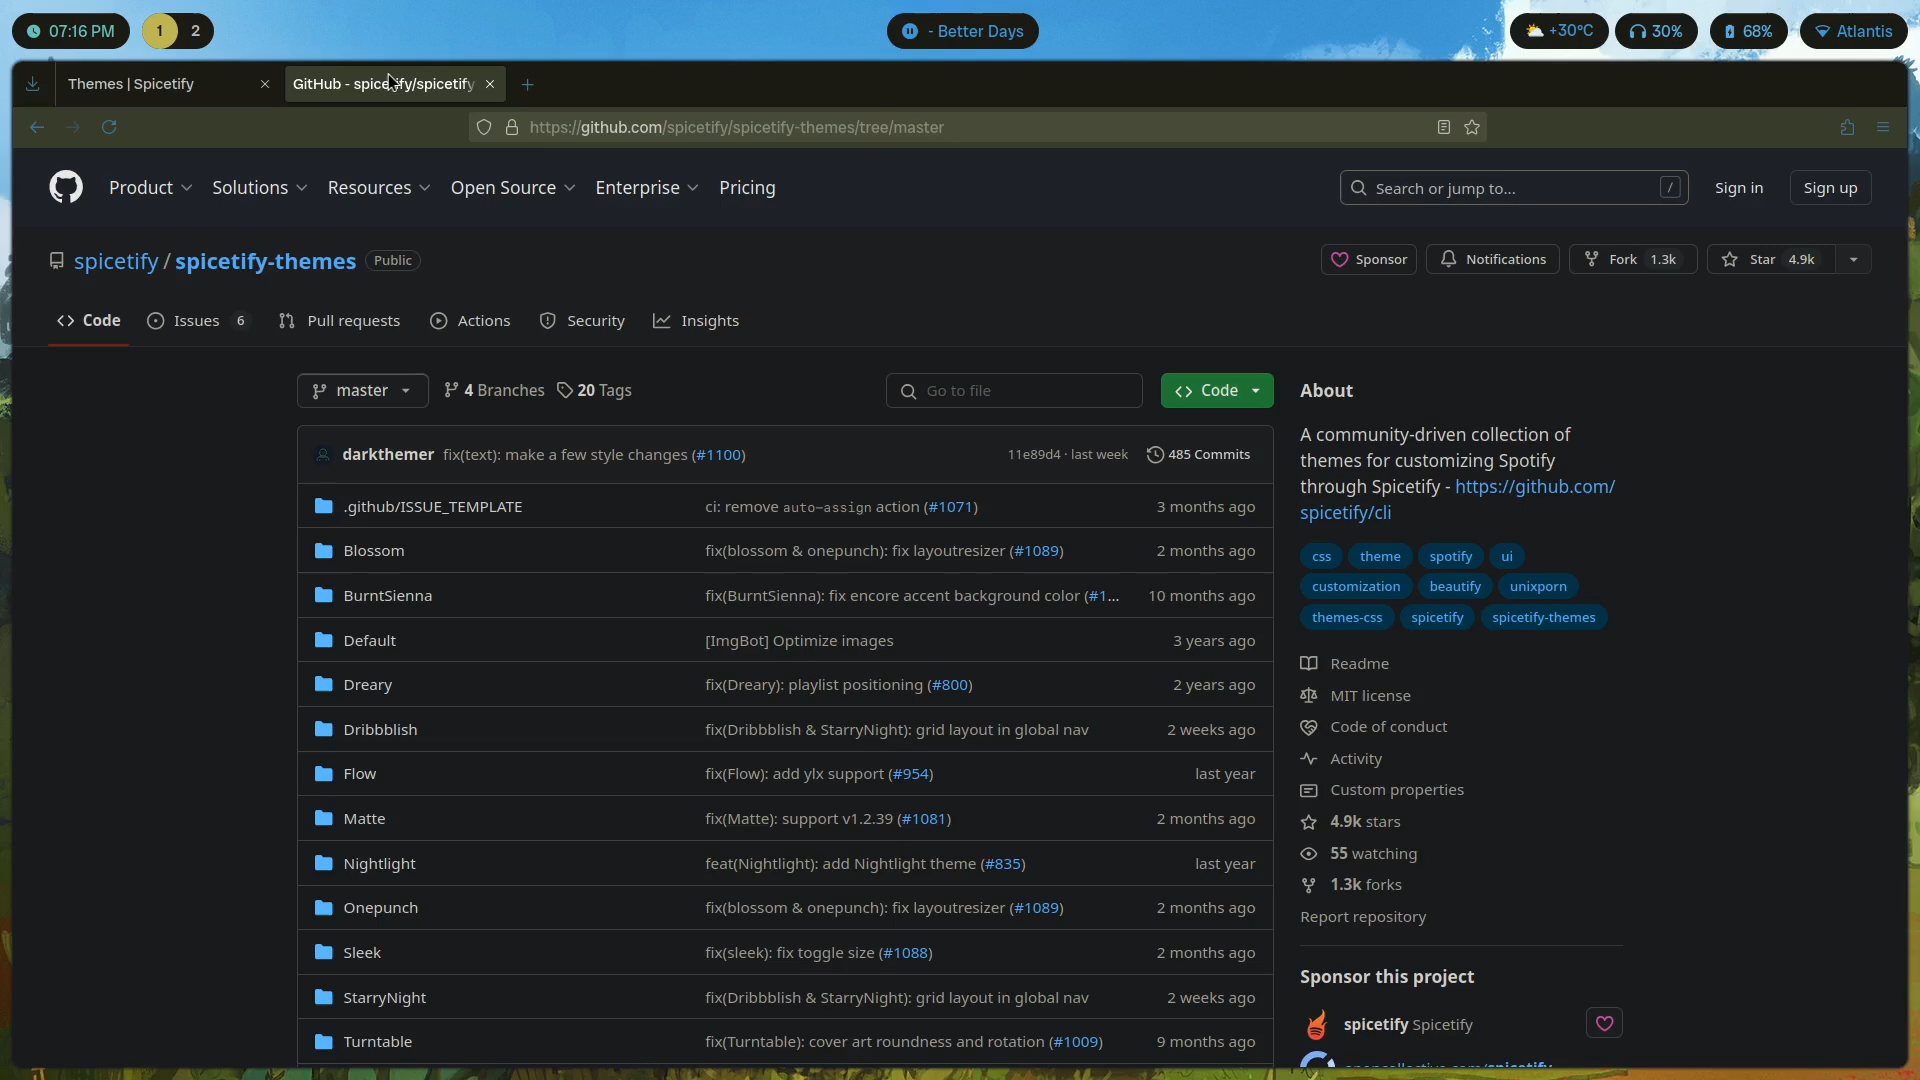 07:16 PM 1 2 - Better Days +30°C 30% 68% Atlantis
Themes | Spicetify GitHub - spicetify/spicetify
https://github.com/spicetify/spicetify-themes/tree/master
Product Solutions Resources Open Source Enterprise Pricing Search or jump to... / Sign in Sign up
spicetify / spicetify-themes Public Sponsor Notifications Fork 1.3k Star 4.9k
Code Issues 6 Pull requests Actions Security Insights
master 4 Branches 20 Tags Go to file Code
darkthemer fix(text): make a few style changes (#1100) 11e89d4 · last week 485 Commits
.github/ISSUE_TEMPLATE ci: remove auto-assign action (#1071) 3 months ago
Blossom fix(blossom & onepunch): fix layoutresizer (#1089) 2 months ago
BurntSienna fix(BurntSienna): fix encore accent background color (#1... 10 months ago
Default [ImgBot] Optimize images 3 years ago
Dreary fix(Dreary): playlist positioning (#800) 2 years ago
Dribbblish fix(Dribbblish & StarryNight): grid layout in global nav 2 weeks ago
Flow fix(Flow): add ylx support (#954) last year
Matte fix(Matte): support v1.2.39 (#1081) 2 months ago
Nightlight feat(Nightlight): add Nightlight theme (#835) last year
Onepunch fix(blossom & onepunch): fix layoutresizer (#1089) 2 months ago
Sleek fix(sleek): fix toggle size (#1088) 2 months ago
StarryNight fix(Dribbblish & StarryNight): grid layout in global nav 2 weeks ago
Turntable fix(Turntable): cover art roundness and rotation (#1009) 9 months ago
About
A community-driven collection of
themes for customizing Spotify
through Spicetify - https://github.com/
spicetify/cli
css theme spotify ui
customization beautify unixporn
themes-css spicetify spicetify-themes
Readme
MIT license
Code of conduct
Activity
Custom properties
4.9k stars
55 watching
1.3k forks
Report repository
Sponsor this project
spicetify Spicetify
opencollective.com/spicetify